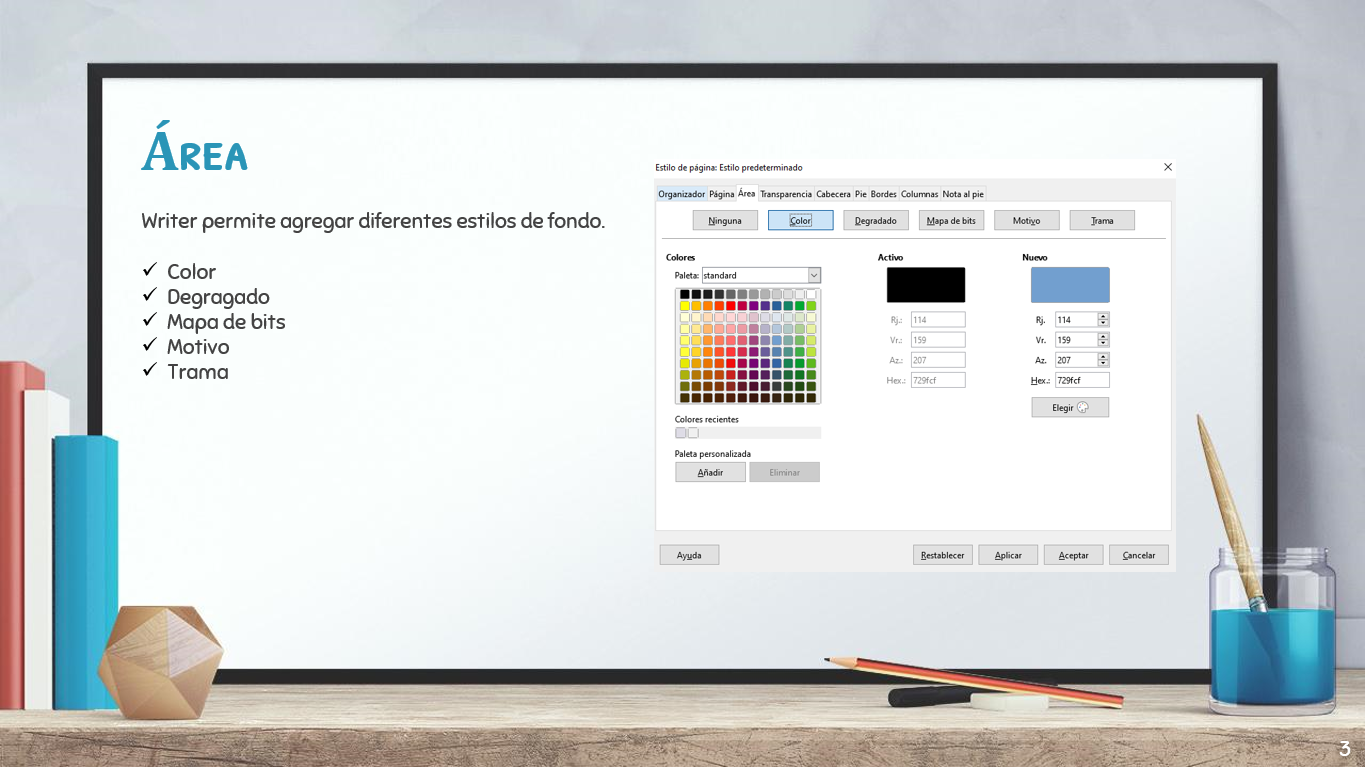 Área
Writer permite agregar diferentes estilos de fondo.
✓ Color
✓ Degragado
✓ Mapa de bits
✓ Motivo
✓ Trama
Estilo de página: Estilo predeterminado
Organizador Página Área Transparencia Cabecera Pie Bordes Columnas Nota al pie
Ninguna Color Degradado Mapa de bits Motivo Trama
Colores
Paleta: standard
Colores recientes
Paleta personalizada
Añadir Eliminar
Activo
Rj.: 114
Vr.: 159
Az.: 207
Hex.: 729fcf
Nuevo
Rj. 114
Vr. 159
Az. 207
Hex.: 729fcf
Elegir
Ayuda Restablecer Aplicar Aceptar Cancelar
3